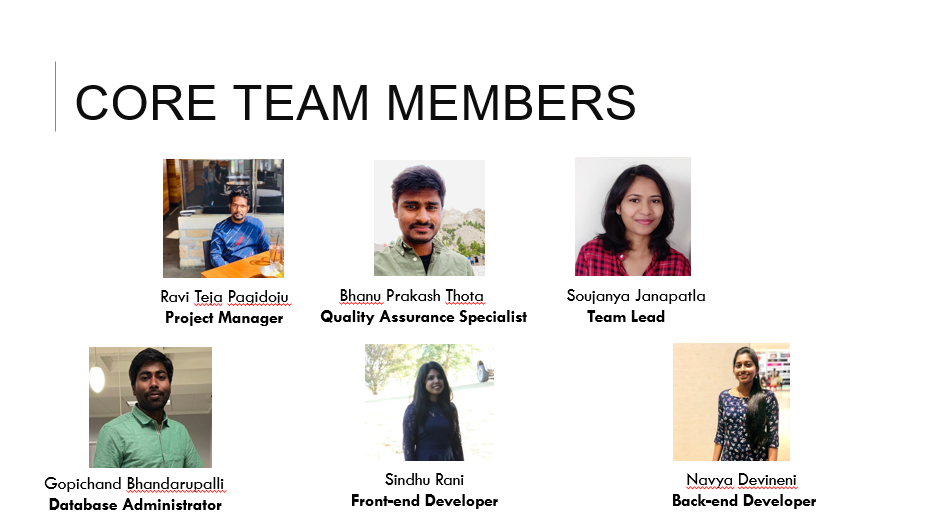 CORE TEAM MEMBERS
Ravi Teja Pagidoju
Project Manager
Bhanu Prakash Thota
Quality Assurance Specialist
Soujanya Janapatla
Team Lead
Gopichand Bhandarupalli
Database Administrator
Sindhu Rani
Front-end Developer
Navya Devineni
Back-end Developer